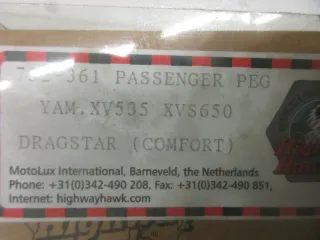 732-361 PASSENGER PEG
YAM.XV535 XVS650
DRAGSTAR (COMFORT)
MotoLux International, Barneveld, the Netherlands
Phone: +31(0)342-490 208, Fax: +31(0)342-490 851,
Internet: highwayhawk.com